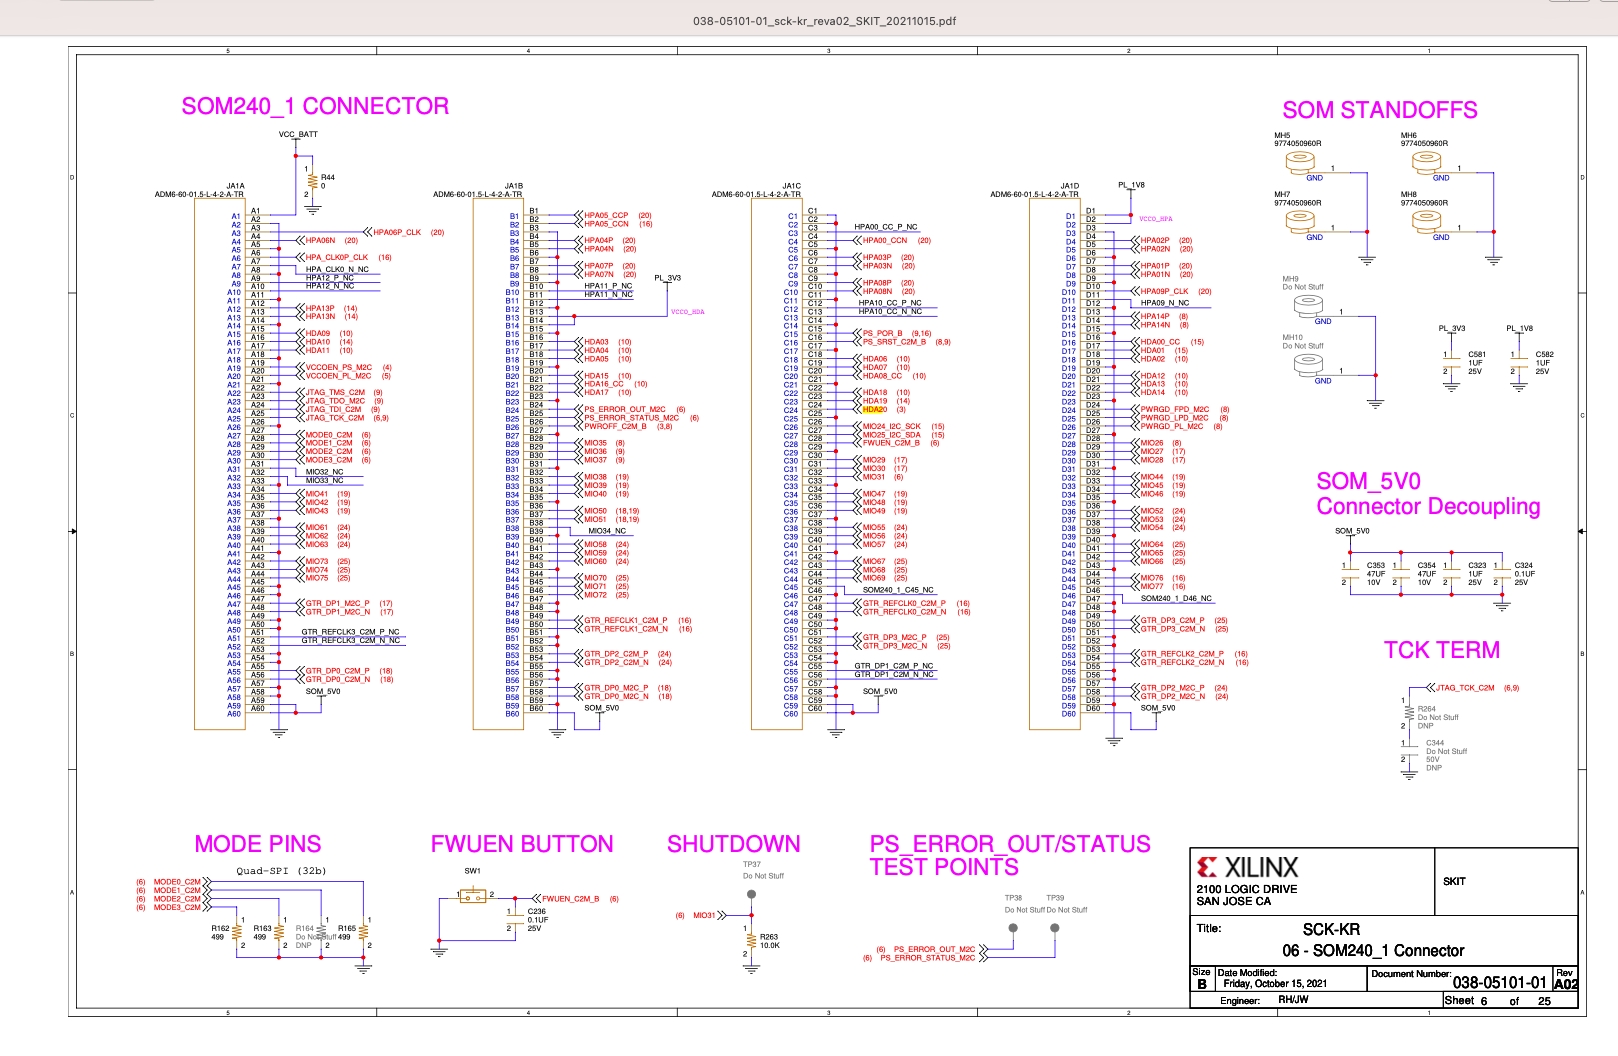 038-05101-01_sck-kr_reva02_SKIT_20211015.pdf
5 4 3 2 1
SOM240_1 CONNECTOR
SOM STANDOFFS
VCC_BATT
R44
0
JA1A
ADM6-60-01.5-L-4-2-A-TR
JA1B
ADM6-60-01.5-L-4-2-A-TR
JA1C
ADM6-60-01.5-L-4-2-A-TR
JA1D
ADM6-60-01.5-L-4-2-A-TR
HPA06P_CLK (20)
HPA06N (20)
HPA_CLK0P_CLK (16)
HPA_CLK0_N_NC
HPA12_P_NC
HPA12_N_NC
HPA13P (14)
HPA13N (14)
HDA09 (10)
HDA10 (14)
HDA11 (10)
VCCOEN_PS_M2C (4)
VCCOEN_PL_M2C (5)
JTAG_TMS_C2M (9)
JTAG_TDO_M2C (9)
JTAG_TDI_C2M (9)
JTAG_TCK_C2M (6,9)
MODE0_C2M (6)
MODE1_C2M (6)
MODE2_C2M (6)
MODE3_C2M (6)
MIO32_NC
MIO33_NC
MIO41 (19)
MIO42 (19)
MIO43 (19)
MIO61 (24)
MIO62 (24)
MIO63 (24)
MIO73 (25)
MIO74 (25)
MIO75 (25)
GTR_DP1_M2C_P (17)
GTR_DP1_M2C_N (17)
GTR_REFCLK3_C2M_P_NC
GTR_REFCLK3_C2M_N_NC
GTR_DP0_C2M_P (18)
GTR_DP0_C2M_N (18)
SOM_5V0
HPA05_CCP (20)
HPA05_CCN (16)
HPA04P (20)
HPA04N (20)
HPA07P (20)
HPA07N (20)
PL_3V3
HPA11_P_NC
HPA11_N_NC
VCCO_HDA
HDA03 (10)
HDA04 (10)
HDA05 (10)
HDA15 (10)
HDA16_CC (10)
HDA17 (10)
PS_ERROR_OUT_M2C (6)
PS_ERROR_STATUS_M2C (6)
PWROFF_C2M_B (3,8)
MIO35 (8)
MIO36 (9)
MIO37 (9)
MIO38 (19)
MIO39 (19)
MIO40 (19)
MIO50 (18,19)
MIO51 (18,19)
MIO34_NC
MIO58 (24)
MIO59 (24)
MIO60 (24)
MIO70 (25)
MIO71 (25)
MIO72 (25)
GTR_REFCLK1_C2M_P (16)
GTR_REFCLK1_C2M_N (16)
GTR_DP2_C2M_P (24)
GTR_DP2_C2M_N (24)
GTR_DP0_M2C_P (18)
GTR_DP0_M2C_N (18)
SOM_5V0
HPA00_CC_P_NC
HPA00_CCN (20)
HPA03P (20)
HPA03N (20)
HPA08P (20)
HPA08N (20)
HPA10_CC_P_NC
HPA10_CC_N_NC
PS_POR_B (9,16)
PS_SRST_C2M_B (8,9)
HDA06 (10)
HDA07 (10)
HDA08_CC (10)
HDA18 (10)
HDA19 (14)
HDA20 (3)
MIO24_I2C_SCK (15)
MIO25_I2C_SDA (15)
FWUEN_C2M_B (6)
MIO29 (17)
MIO30 (17)
MIO31 (6)
MIO47 (19)
MIO48 (19)
MIO49 (19)
MIO55 (24)
MIO56 (24)
MIO57 (24)
MIO67 (25)
MIO68 (25)
MIO69 (25)
SOM240_1_C45_NC
GTR_REFCLK0_C2M_P (16)
GTR_REFCLK0_C2M_N (16)
GTR_DP3_M2C_P (25)
GTR_DP3_M2C_N (25)
GTR_DP1_C2M_P_NC
GTR_DP1_C2M_N_NC
SOM_5V0
PL_1V8
VCCO_HPA
HPA02P (20)
HPA02N (20)
HPA01P (20)
HPA01N (20)
HPA09P_CLK (20)
HPA09_N_NC
HPA14P (8)
HPA14N (8)
HDA00_CC (15)
HDA01 (15)
HDA02 (10)
HDA12 (10)
HDA13 (10)
HDA14 (10)
PWRGD_FPD_M2C (8)
PWRGD_LPD_M2C (8)
PWRGD_PL_M2C (8)
MIO26 (8)
MIO27 (17)
MIO28 (17)
MIO44 (19)
MIO45 (19)
MIO46 (19)
MIO52 (24)
MIO53 (24)
MIO54 (24)
MIO64 (25)
MIO65 (25)
MIO66 (25)
MIO76 (16)
MIO77 (16)
SOM240_1_D46_NC
GTR_DP3_C2M_P (25)
GTR_DP3_C2M_N (25)
GTR_REFCLK2_C2M_P (16)
GTR_REFCLK2_C2M_N (16)
GTR_DP2_M2C_P (24)
GTR_DP2_M2C_N (24)
SOM_5V0
MH5
9774050960R
GND
MH6
9774050960R
GND
MH7
9774050960R
GND
MH8
9774050960R
GND
MH9
Do Not Stuff
GND
MH10
Do Not Stuff
GND
PL_3V3
C581
1UF
25V
PL_1V8
C582
1UF
25V
SOM_5V0
Connector Decoupling
SOM_5V0
C353
47UF
10V
C354
47UF
10V
C323
1UF
25V
C324
0.1UF
25V
TCK TERM
JTAG_TCK_C2M (6,9)
R264
Do Not Stuff
DNP
C344
Do Not Stuff
50V
DNP
MODE PINS
Quad-SPI (32b)
(6) MODE0_C2M
(6) MODE1_C2M
(6) MODE2_C2M
(6) MODE3_C2M
R162
499
R163
499
R164
Do Not Stuff
DNP
R165
499
FWUEN BUTTON
SW1
FWUEN_C2M_B (6)
C236
0.1UF
25V
SHUTDOWN
TP37
Do Not Stuff
(6) MIO31
R263
10.0K
PS_ERROR_OUT/STATUS
TEST POINTS
TP38
Do Not Stuff
TP39
Do Not Stuff
(6) PS_ERROR_OUT_M2C
(6) PS_ERROR_STATUS_M2C
XILINX
2100 LOGIC DRIVE
SAN JOSE CA
SKIT
Title: SCK-KR
06 - SOM240_1 Connector
Size
B
Date Modified:
Friday, October 15, 2021
Document Number:
038-05101-01
Rev
A02
Engineer: RH/JW
Sheet 6 of 25
5 4 3 2 1